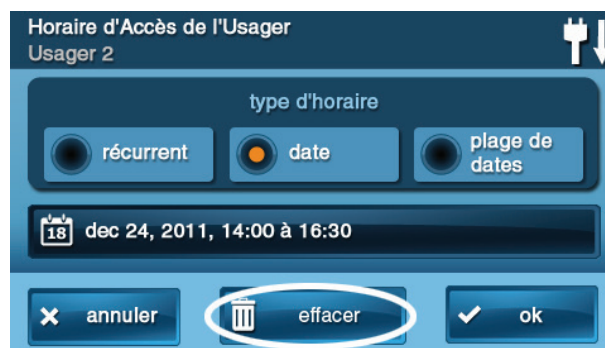 Horaire d'Accès de l'Usager
Usager 2
type d'horaire
récurrent
date
plage de
dates
18
dec 24, 2011, 14:00 à 16:30
annuler
effacer
ok